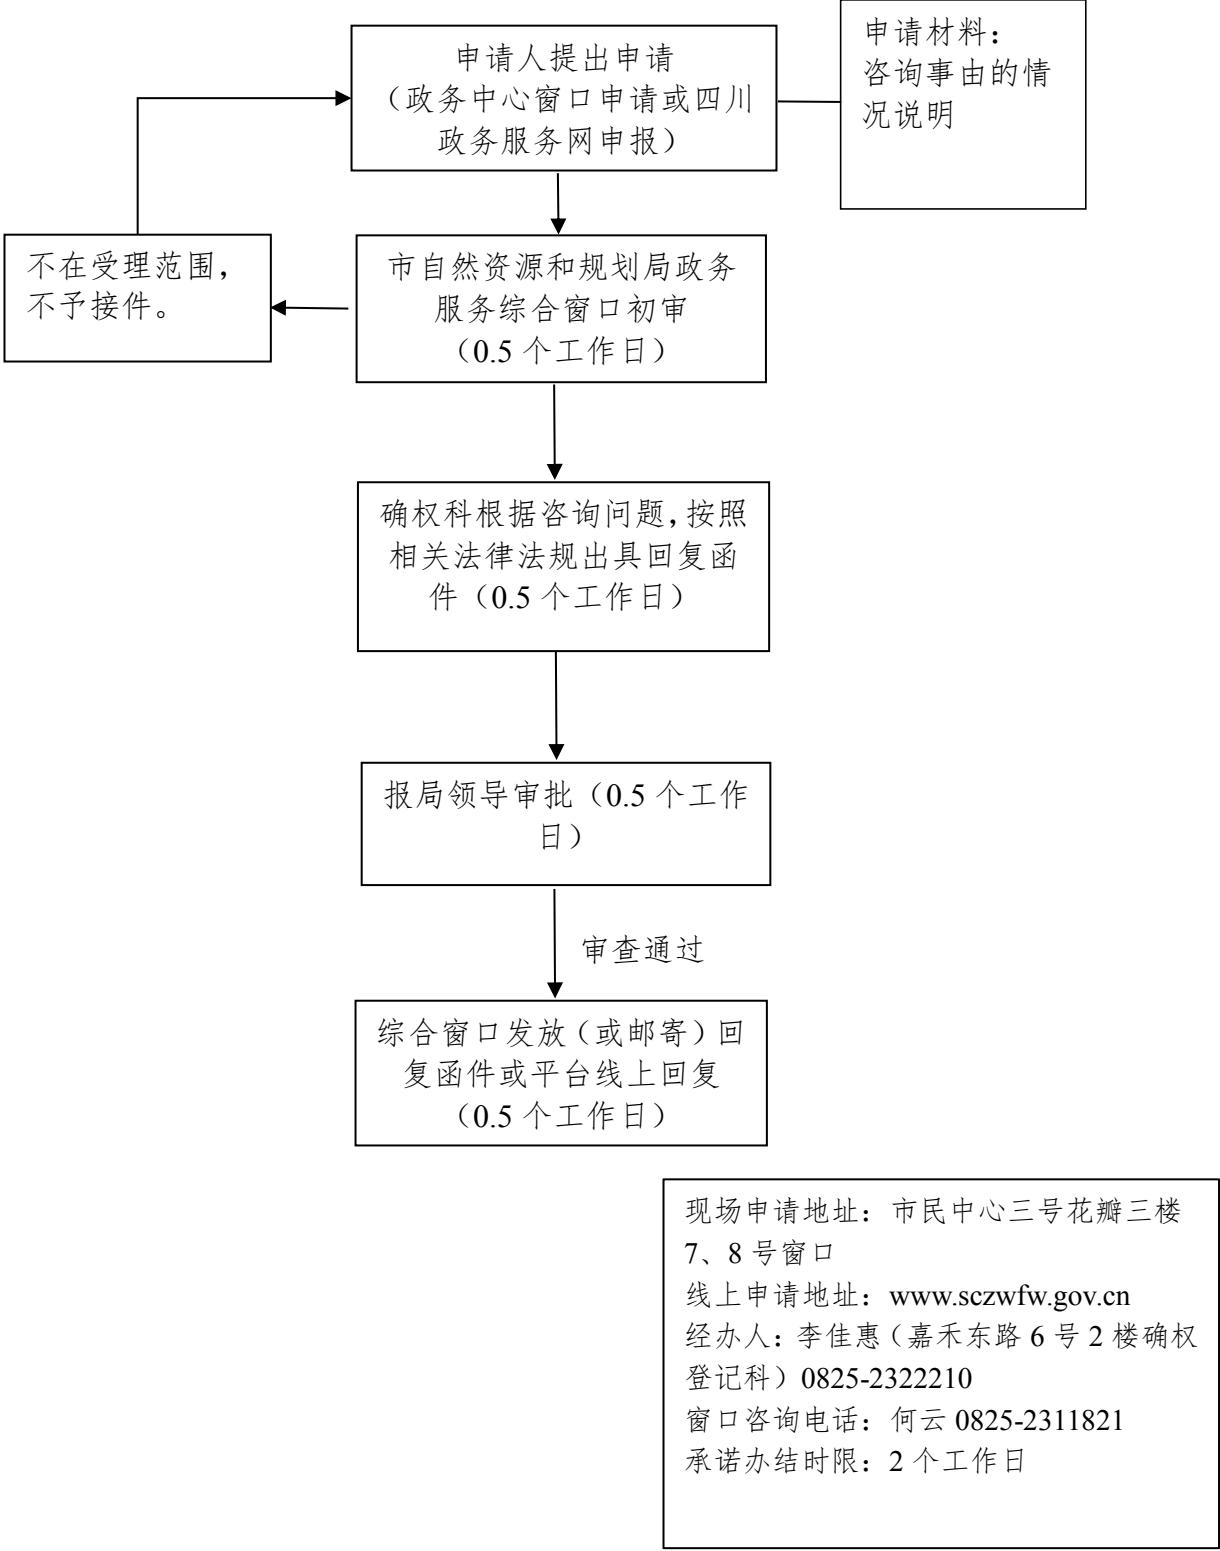 申请人提出申请
（政务中心窗口申请或四川
政务服务网申报）
申请材料：
咨询事由的情
况说明
不在受理范围，
不予接件。
市自然资源和规划局政务
服务综合窗口初审
（0.5 个工作日）
确权科根据咨询问题，按照
相关法律法规出具回复函
件（0.5 个工作日）
报局领导审批（0.5 个工作
日）
审查通过
综合窗口发放（或邮寄）回
复函件或平台线上回复
（0.5 个工作日）
现场申请地址：市民中心三号花瓣三楼
7、8 号窗口
线上申请地址：www.sczwfw.gov.cn
经办人：李佳惠（嘉禾东路 6 号 2 楼确权
登记科）0825-2322210
窗口咨询电话：何云 0825-2311821
承诺办结时限：2 个工作日